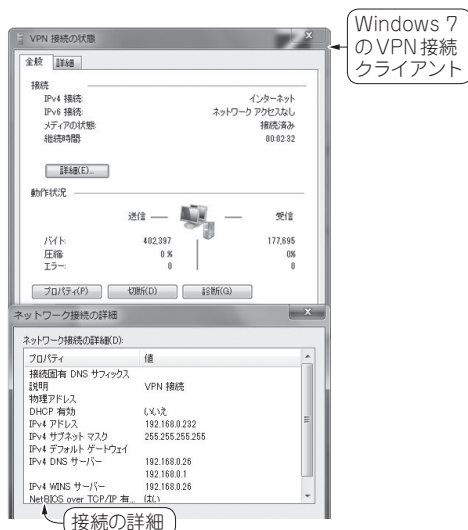 Windows 7
のVPN接続
クライアント
VPN 接続の状態
全般 詳細
接続
IPv4 接続: インターネット
IPv6 接続: ネットワーク アクセスなし
メディアの状態: 接続済み
継続時間: 00:02:32
詳細(E)...
動作状況
送信 — — 受信
バイト: 402,397 177,695
圧縮: 0 % 0%
エラー: 0 0
プロパティ(P) 切断(D) 診断(G)
ネットワーク接続の詳細
ネットワーク接続の詳細(D):
プロパティ 値
接続固有 DNS サフィックス
説明 VPN 接続
物理アドレス
DHCP 有効 いいえ
IPv4 アドレス 192.168.0.232
IPv4 サブネット マスク 255.255.255.255
IPv4 デフォルト ゲートウェイ
IPv4 DNS サーバー 192.168.0.26
192.168.0.1
IPv4 WINS サーバー 192.168.0.26
NetBIOS over TCP/IP 有... はい
接続の詳細